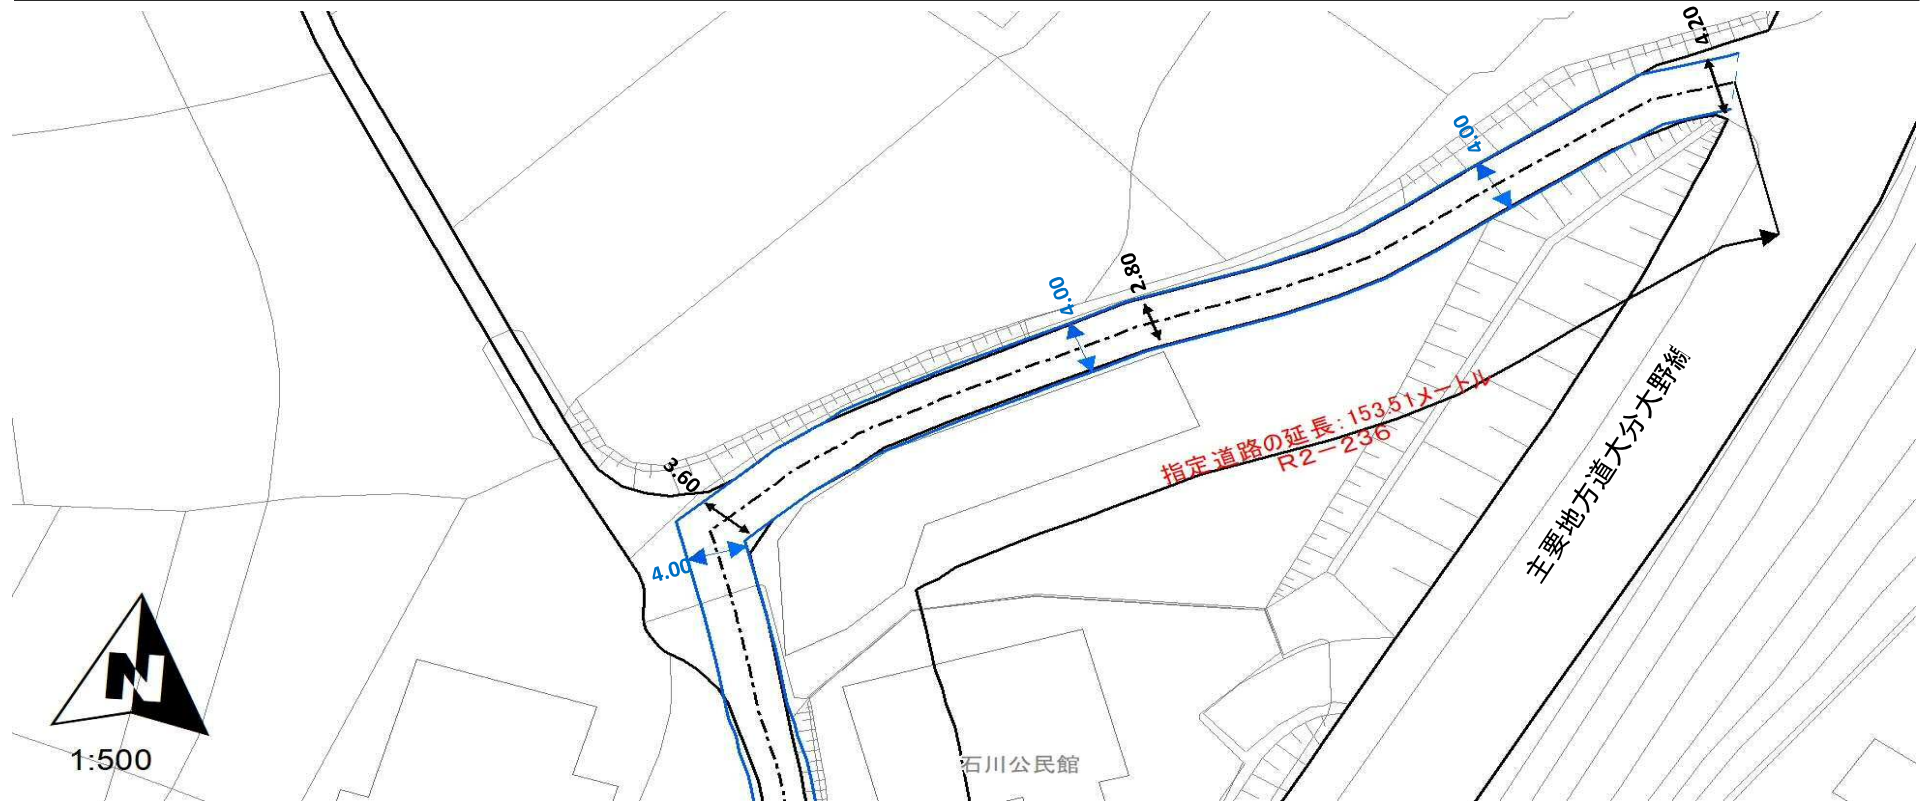 4.20
4.00
2.80
4.00
指定道路の延長：153.51メートル
R2－236
3.60
4.00
主要地方道大分大野線
N
1:500
石川公民館